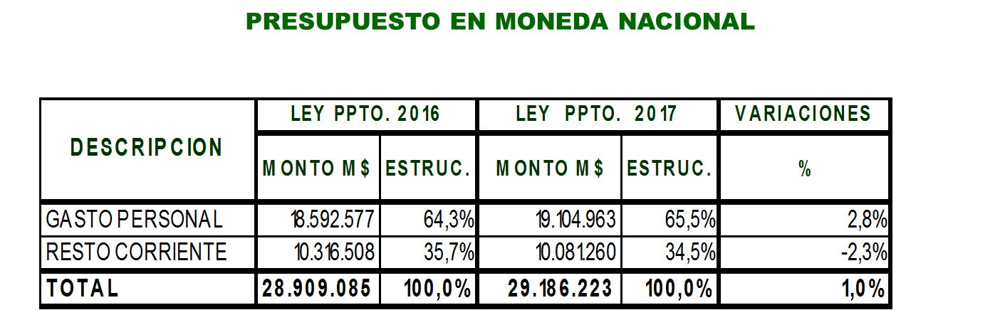 PRESUPUESTO EN MONEDA NACIONAL
DESCRIPCION LEY PPTO. 2016 LEY PPTO. 2017 VARIACIONES
MONTO M$ ESTRUC. MONTO M$ ESTRUC. %
GASTO PERSONAL 18.592.577 64,3% 19.104.963 65,5% 2,8%
RESTO CORRIENTE 10.316.508 35,7% 10.081.260 34,5% -2,3%
TOTAL 28.909.085 100,0% 29.186.223 100,0% 1,0%